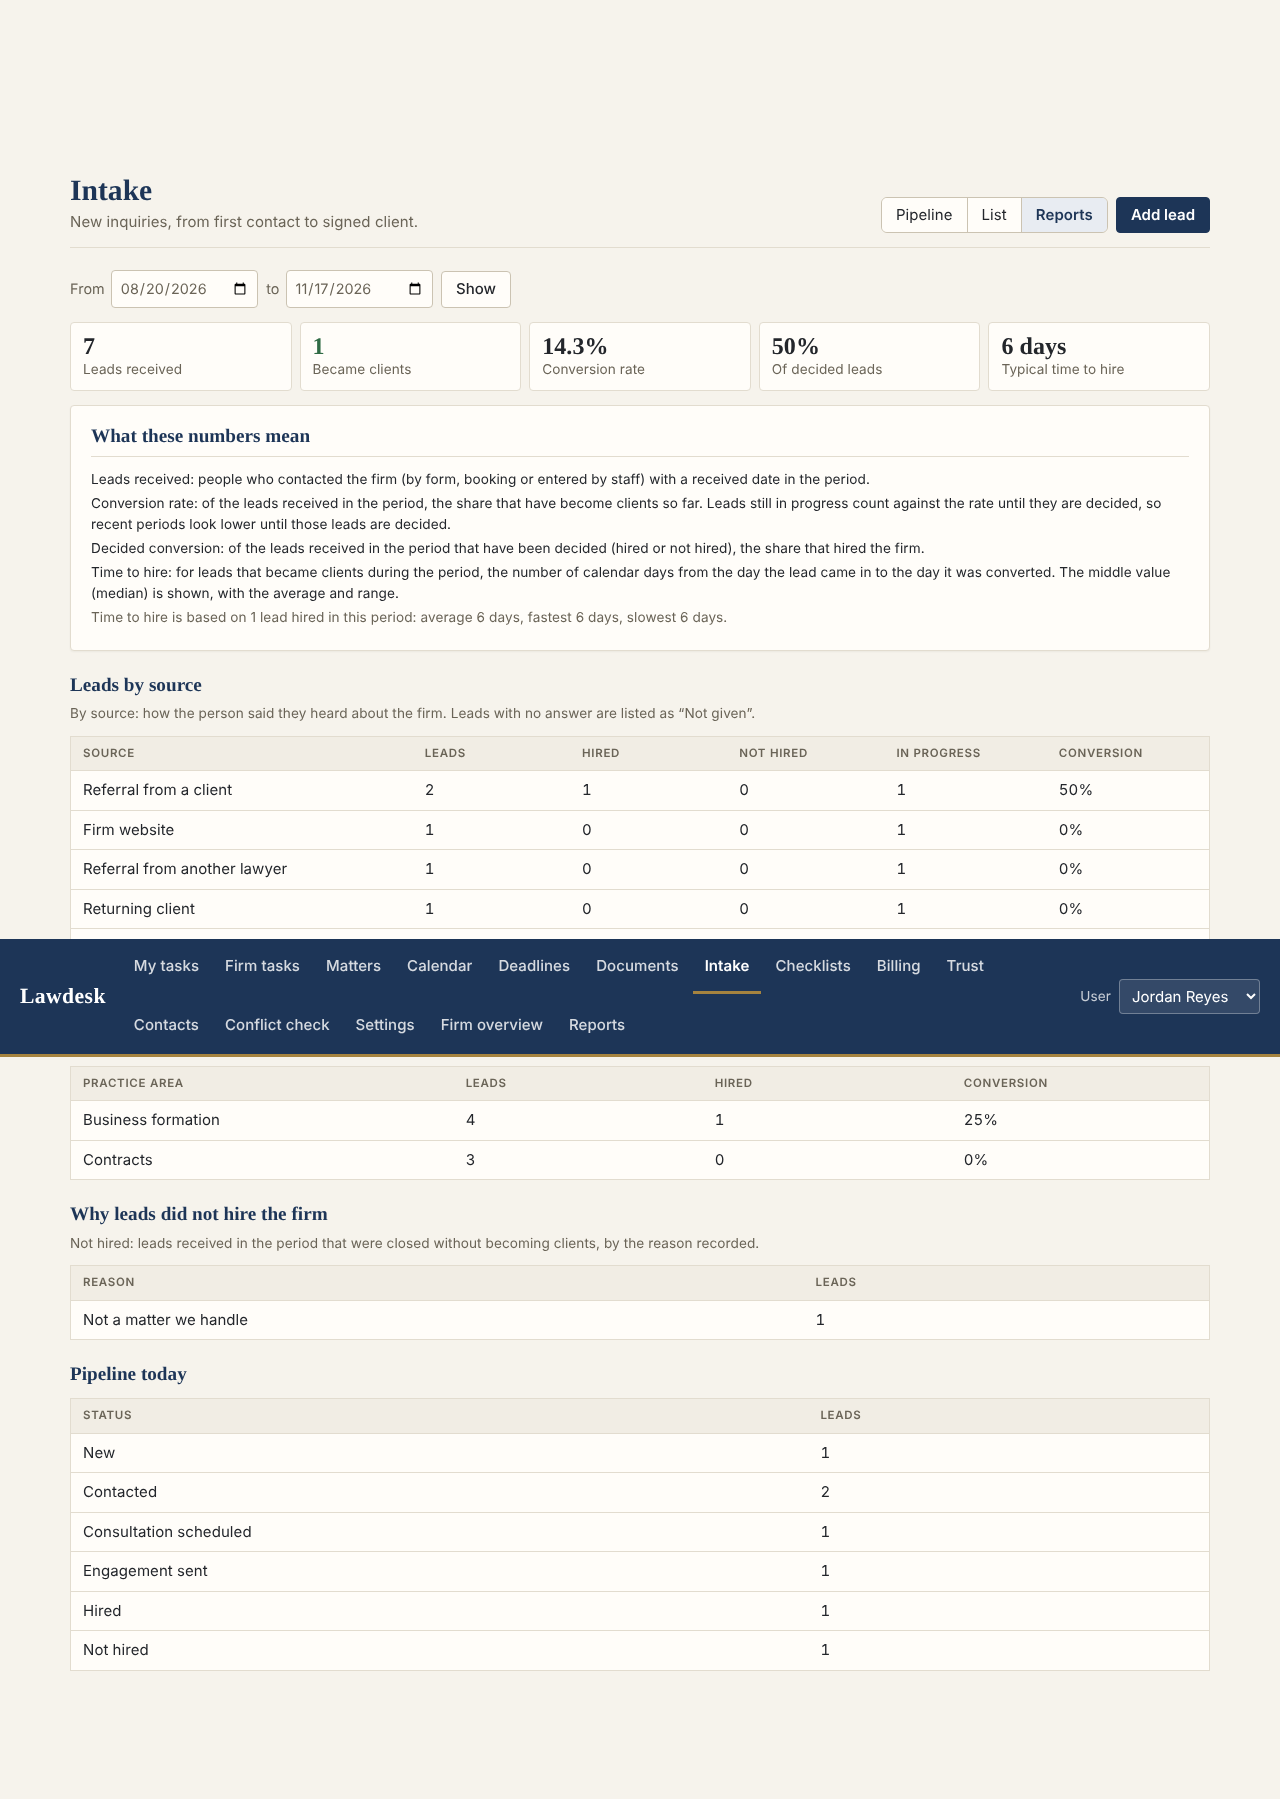 Intake
New inquiries, from first contact to signed client.
Pipeline List Reports Add lead
From 08/20/2026 to 11/17/2026 Show
7 1 14.3% 50% 6 days
Leads received Became clients Conversion rate Of decided leads Typical time to hire
What these numbers mean
Leads received: people who contacted the firm (by form, booking or entered by staff) with a received date in the period.
Conversion rate: of the leads received in the period, the share that have become clients so far. Leads still in progress count against the rate until they are decided, so
recent periods look lower until those leads are decided.
Decided conversion: of the leads received in the period that have been decided (hired or not hired), the share that hired the firm.
Time to hire: for leads that became clients during the period, the number of calendar days from the day the lead came in to the day it was converted. The middle value
(median) is shown, with the average and range.
Time to hire is based on 1 lead hired in this period: average 6 days, fastest 6 days, slowest 6 days.
Leads by source
By source: how the person said they heard about the firm. Leads with no answer are listed as “Not given”.
SOURCE LEADS HIRED NOT HIRED IN PROGRESS CONVERSION
Referral from a client 2 1 0 1 50%
Firm website 1 0 0 1 0%
Referral from another lawyer 1 0 0 1 0%
Returning client 1 0 0 1 0%
My tasks Firm tasks Matters Calendar Deadlines Documents Intake Checklists Billing Trust
Lawdesk User Jordan Reyes
Contacts Conflict check Settings Firm overview Reports
PRACTICE AREA LEADS HIRED CONVERSION
Business formation 4 1 25%
Contracts 3 0 0%
Why leads did not hire the firm
Not hired: leads received in the period that were closed without becoming clients, by the reason recorded.
REASON LEADS
Not a matter we handle 1
Pipeline today
STATUS LEADS
New 1
Contacted 2
Consultation scheduled 1
Engagement sent 1
Hired 1
Not hired 1